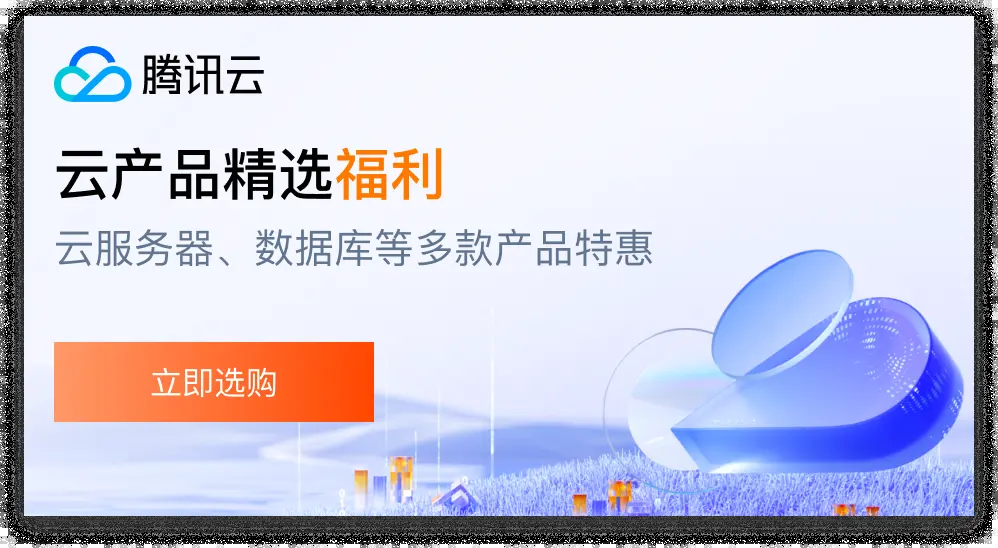 腾讯云
云产品精选福利
云服务器、数据库等多款产品特惠
立即选购